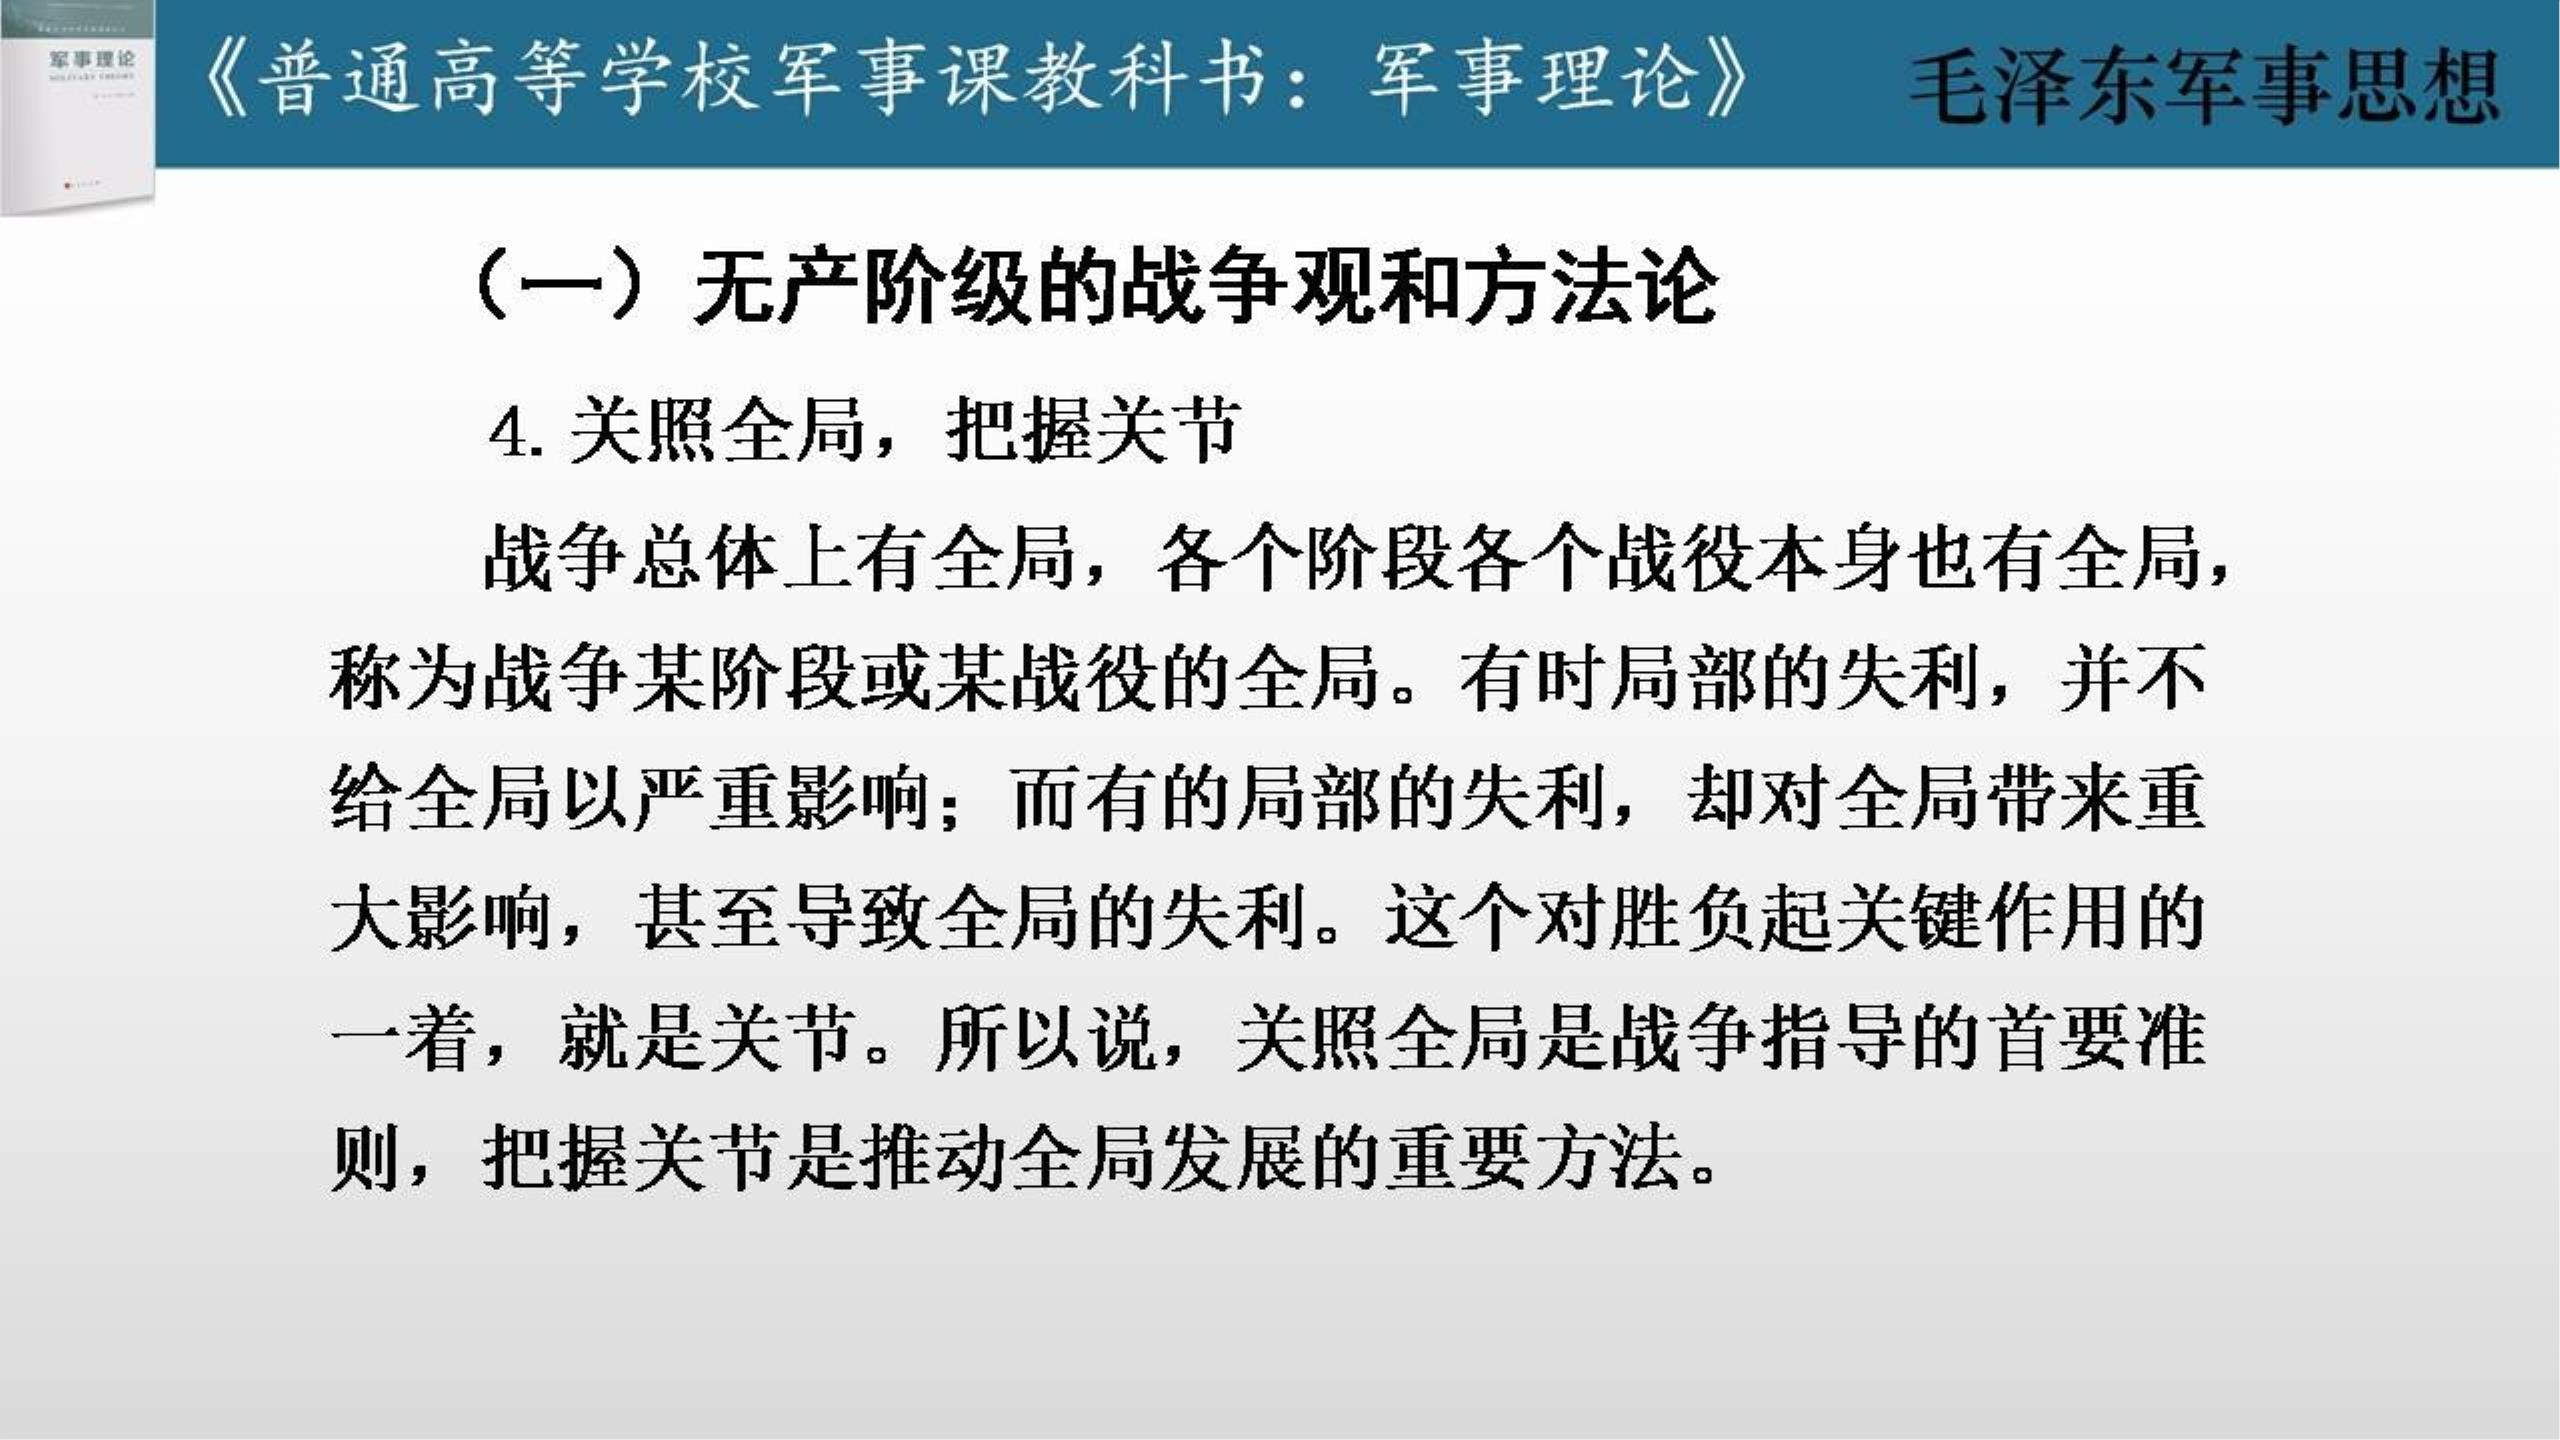 军事理论
MILITARY THEORY
《普通高等学校军事课教科书：军事理论》
毛泽东军事思想
（一）无产阶级的战争观和方法论
4.关照全局，把握关节
战争总体上有全局，各个阶段各个战役本身也有全局，
称为战争某阶段或某战役的全局。有时局部的失利，并不
给全局以严重影响；而有的局部的失利，却对全局带来重
大影响，甚至导致全局的失利。这个对胜负起关键作用的
一着，就是关节。所以说，关照全局是战争指导的首要准
则，把握关节是推动全局发展的重要方法。